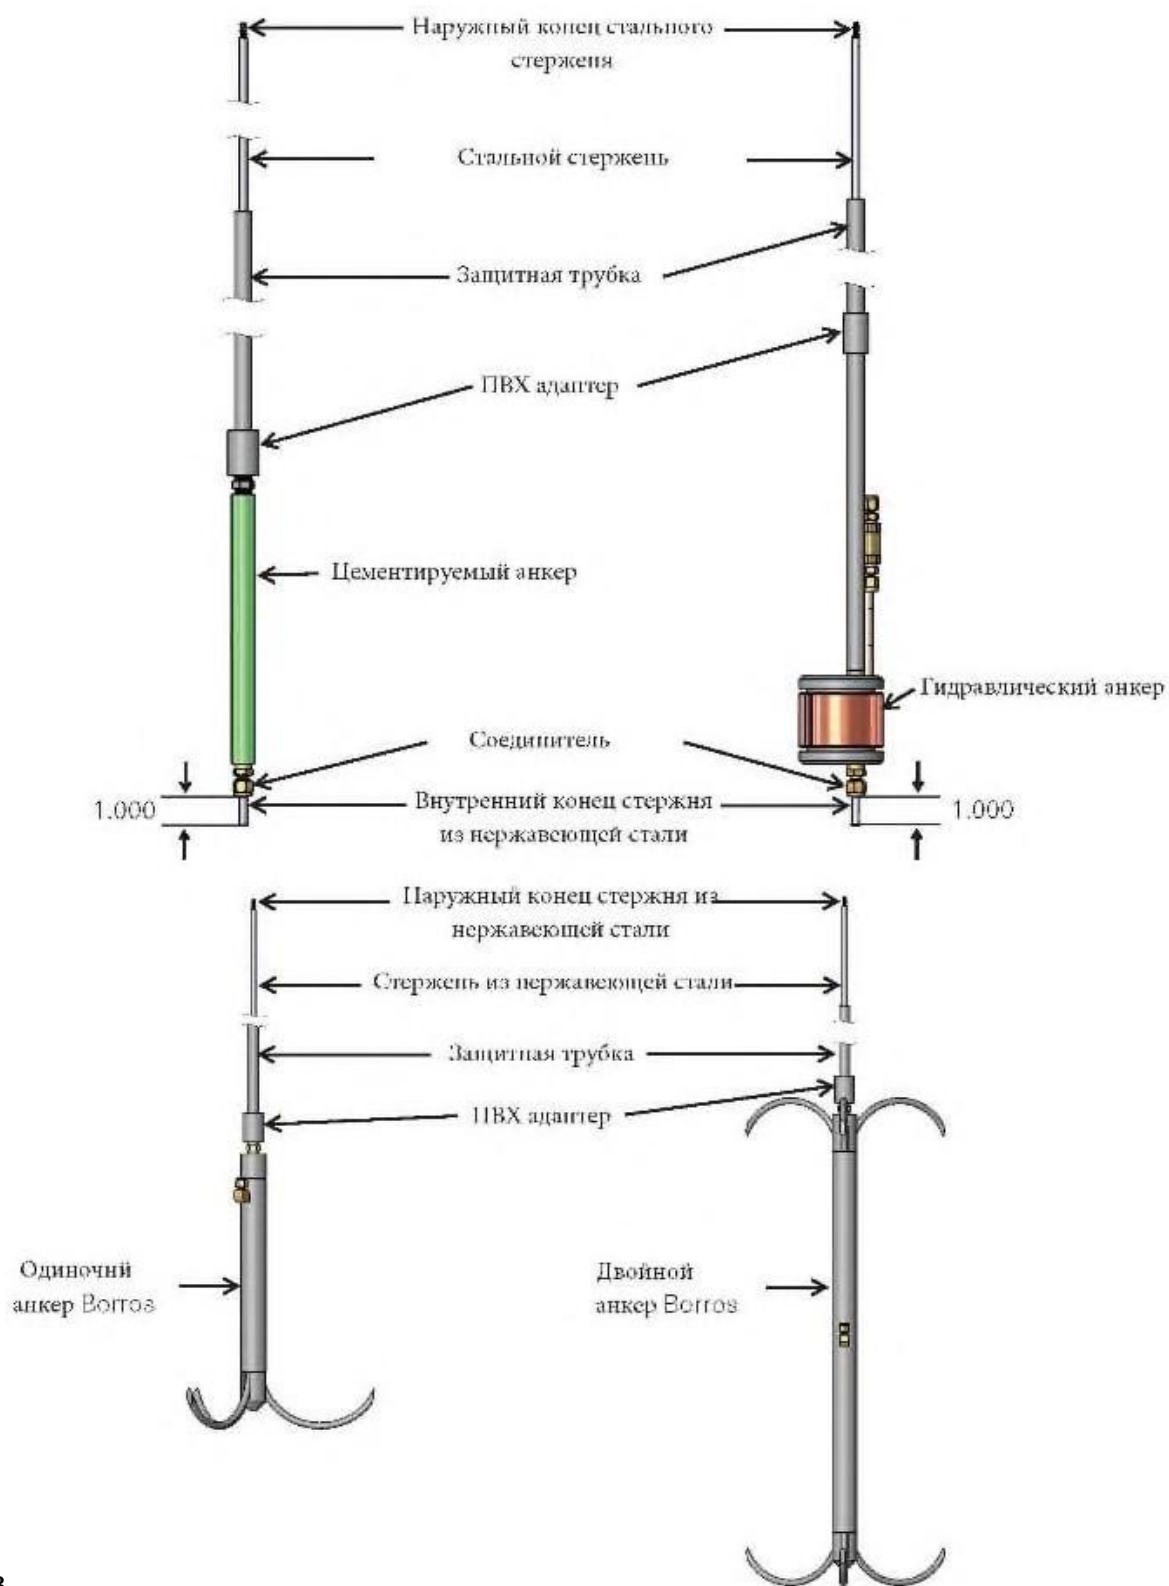 Наружный конец стального
стерженя
Стальной стержень
Защитная трубка
ПВХ адаптер
Цементируемый анкер
Гидравлический анкер
Соединитель
1.000
Внутренний конец стержня
из нержавеющей стали
1.000
Наружный конец стержня из
нержавеющей стали
Стержень из нержавеющей стали
Защитная трубка
ПВХ адаптер
Одиночний
анкер Borros
Двойной
анкер Borros